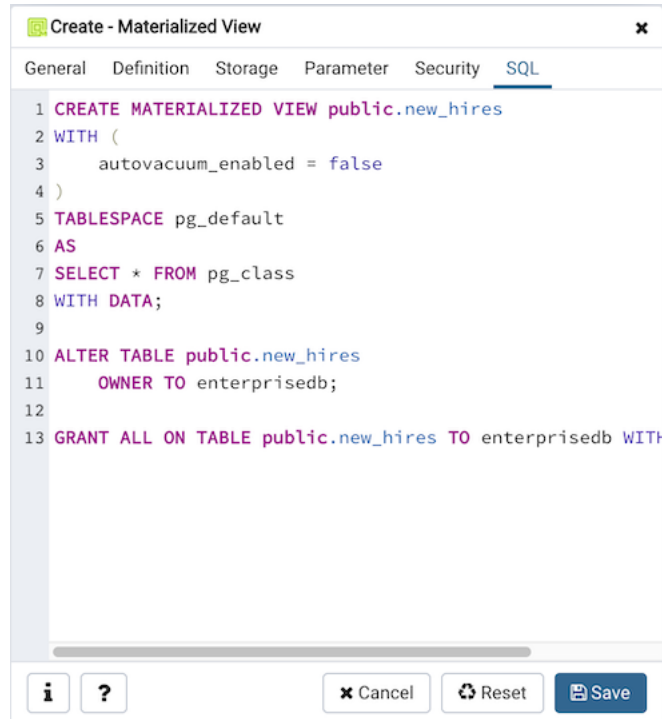 Create - Materialized View
General Definition Storage Parameter Security SQL
1 CREATE MATERIALIZED VIEW public.new_hires
2 WITH (
3     autovacuum_enabled = false
4 )
5 TABLESPACE pg_default
6 AS
7 SELECT * FROM pg_class
8 WITH DATA;
9
10 ALTER TABLE public.new_hires
11     OWNER TO enterprisedb;
12
13 GRANT ALL ON TABLE public.new_hires TO enterprisedb WITH
i ? Cancel Reset Save